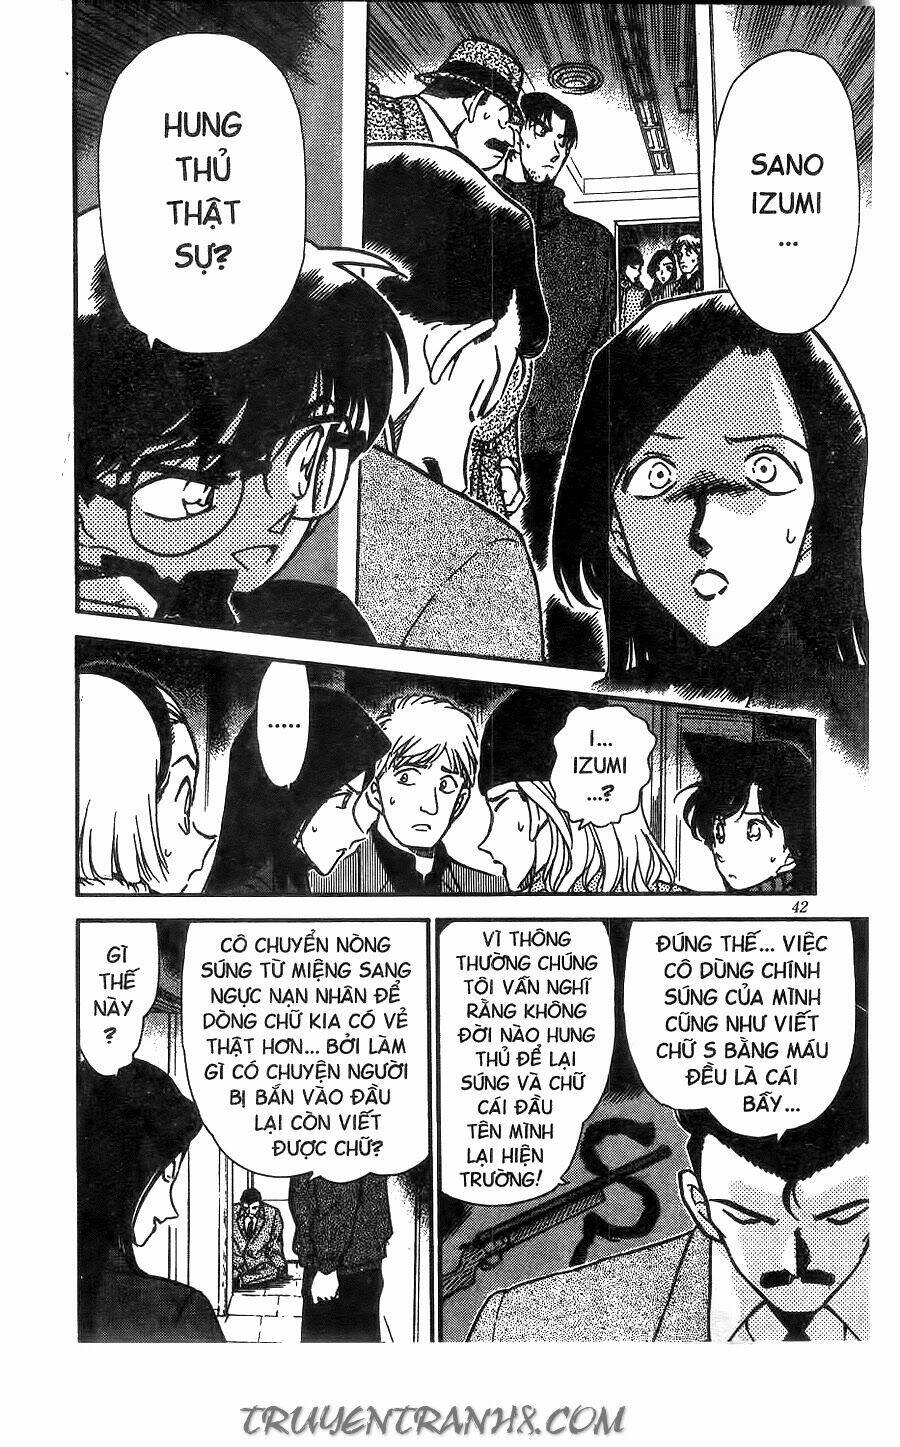 SANO
IZUMI
...
HUNG
THỦ
THẬT
SỰ?
I...
IZUMI
...?
......
42
ĐÚNG THẾ... VIỆC
CÔ DÙNG CHÍNH
SÚNG CỦA MÌNH
CŨNG NHƯ VIẾT
CHỮ S BẰNG MÁU
ĐỀU LÀ CÁI
BẪY...
VÌ THÔNG
THƯỜNG CHÚNG
TÔI VẪN NGHĨ
RẰNG KHÔNG
ĐỜI NÀO HUNG
THỦ ĐỂ LẠI
SÚNG VÀ CHỮ
CÁI ĐẦU
TÊN MÌNH
LẠI HIỆN
TRƯỜNG!
S
CÔ CHUYỂN NÒNG
SÚNG TỪ MIỆNG SANG
NGỰC NẠN NHÂN ĐỂ
DÒNG CHỮ KIA CÓ VẺ
THẬT HƠN... BỞI LÀM
GÌ CÓ CHUYỆN NGƯỜI
BỊ BẮN VÀO ĐẦU
LẠI CÒN VIẾT
ĐƯỢC CHỮ?
GÌ
THẾ
NÀY
?
TRUYENTRANH8.COM